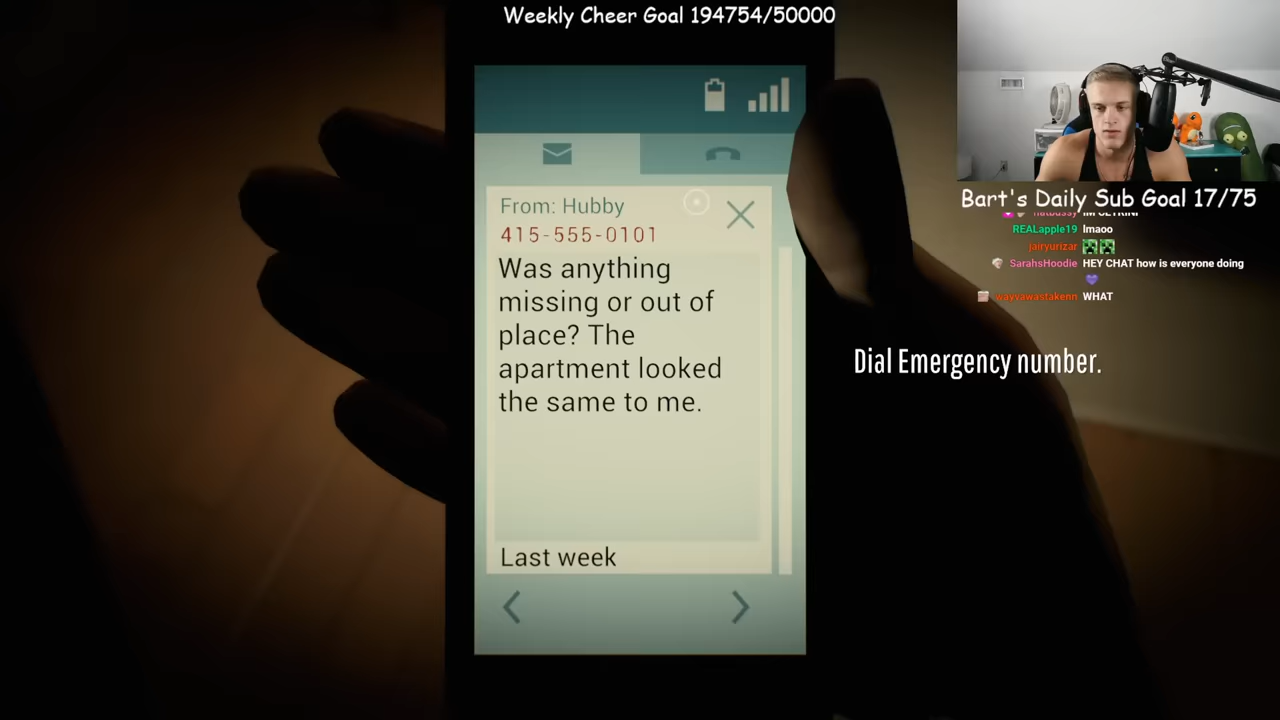 Weekly Cheer Goal 194754/50000
From: Hubby
415-555-0101
Was anything
missing or out of
place? The
apartment looked
the same to me.
Last week
Dial Emergency number.
Bart's Daily Sub Goal 17/75
REALapple19 lmaoo
jairyurizar
SarahsHoodie HEY CHAT how is everyone doing
wayyawastakenn WHAT